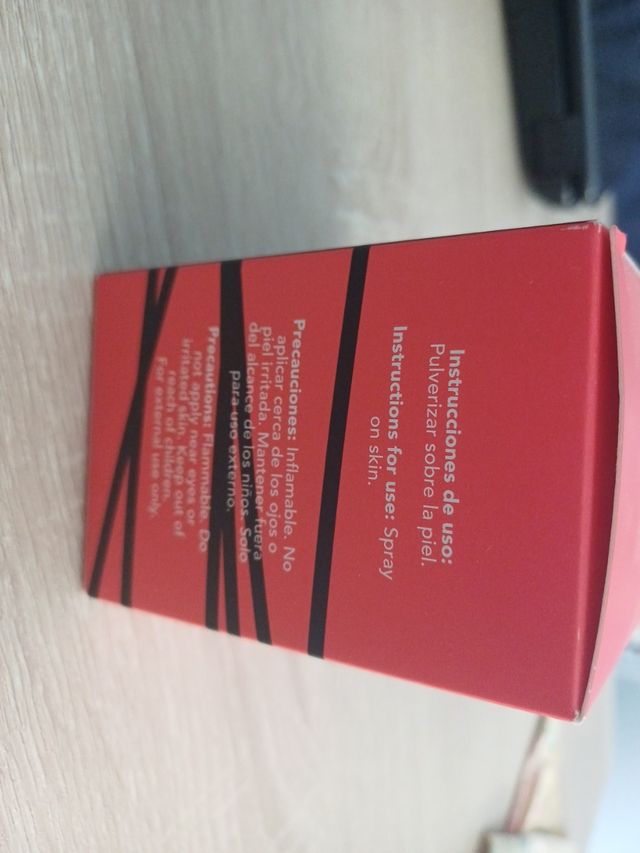 Instrucciones de uso:
Pulverizar sobre la piel.
Instructions for use: Spray
on skin.
Precauciones: Inflamable. No
aplicar cerca de los ojos o
piel irritada. Mantener fuera
del alcance de los niños. Solo
para uso externo.
Precautions: Flammable. Do
not apply near eyes or
irritated skin. Keep out of
reach of children.
For external use only.